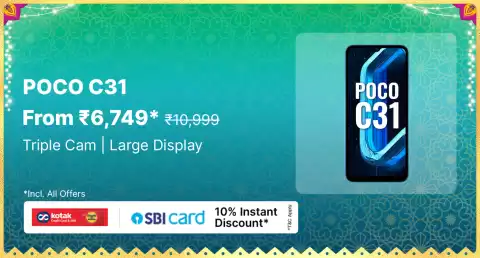 POCO C31
From ₹6,749* ₹10,999
Triple Cam | Large Display
*Incl. All Offers
kotak
SBI card
10% Instant
Discount*
*T&C Apply
POCO
C31